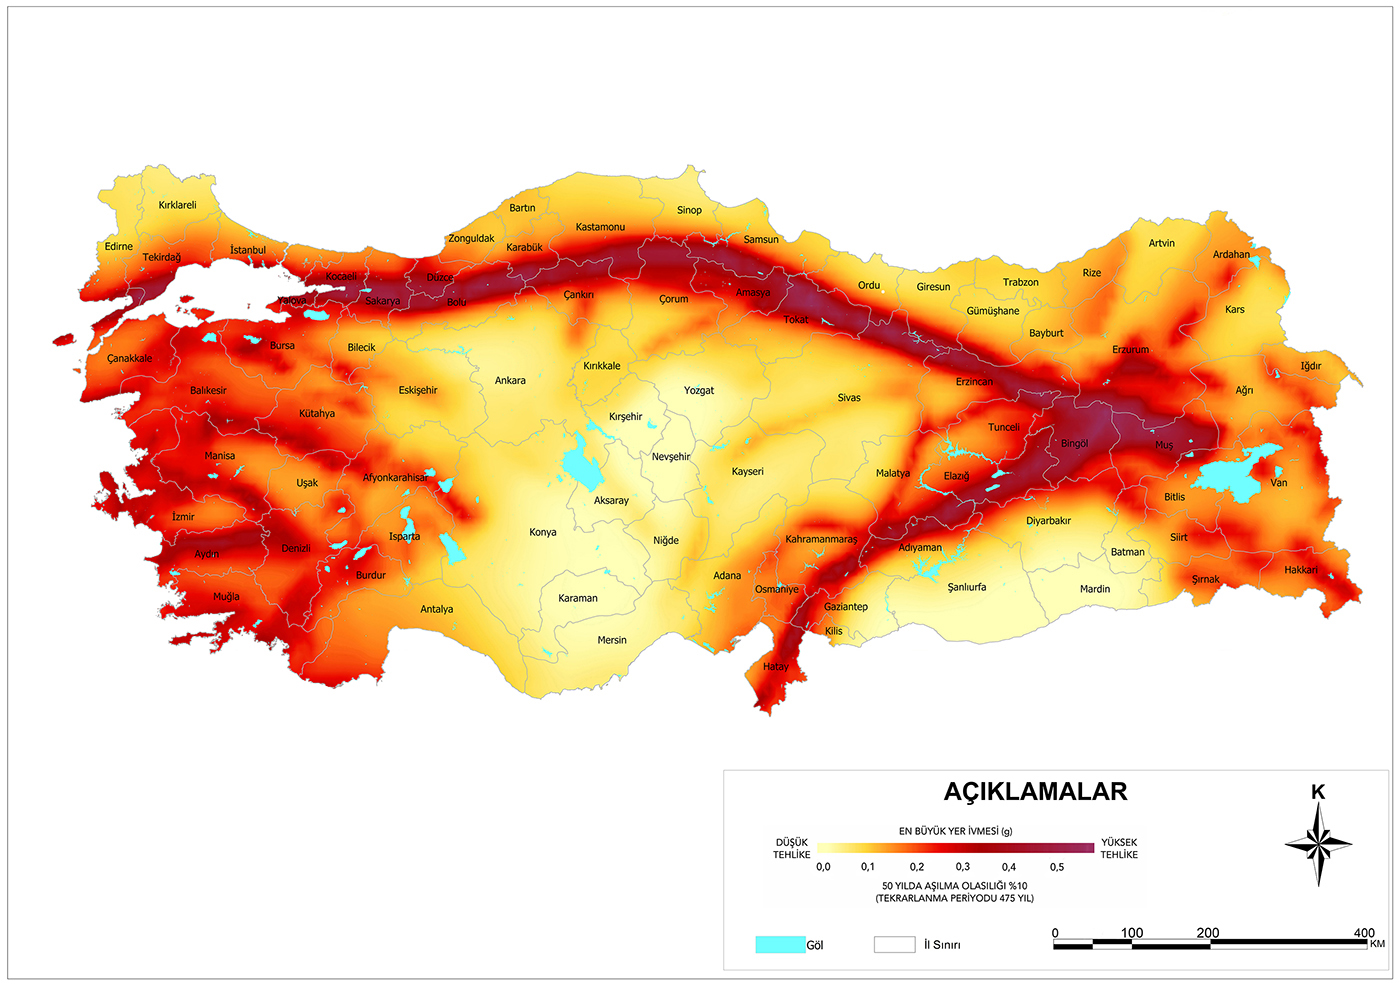 Kırklareli
Edirne
Tekirdağ
İstanbul
Kocaeli
Yalova
Sakarya
Düzce
Bolu
Zonguldak
Bartın
Karabük
Kastamonu
Sinop
Samsun
Çankırı
Çorum
Amasya
Tokat
Ordu
Giresun
Trabzon
Gümüşhane
Bayburt
Rize
Artvin
Ardahan
Kars
Iğdır
Ağrı
Erzurum
Erzincan
Çanakkale
Bursa
Bilecik
Balıkesir
Kütahya
Eskişehir
Ankara
Kırıkkale
Kırşehir
Yozgat
Sivas
Tunceli
Bingöl
Muş
Manisa
Uşak
Afyonkarahisar
Nevşehir
Kayseri
Malatya
Elazığ
Bitlis
Van
İzmir
Aydın
Denizli
Isparta
Burdur
Muğla
Antalya
Konya
Aksaray
Niğde
Karaman
Mersin
Adana
Osmaniye
Kahramanmaraş
Adıyaman
Diyarbakır
Batman
Siirt
Şırnak
Hakkari
Mardin
Şanlıurfa
Gaziantep
Kilis
Hatay
AÇIKLAMALAR
K
EN BÜYÜK YER İVMESİ (g)
DÜŞÜK
TEHLİKE
YÜKSEK
TEHLİKE
0,0 0,1 0,2 0,3 0,4 0,5
50 YILDA AŞILMA OLASILIĞI %10
(TEKRARLANMA PERİYODU 475 YIL)
Göl
İl Sınırı
0 100 200 400
KM